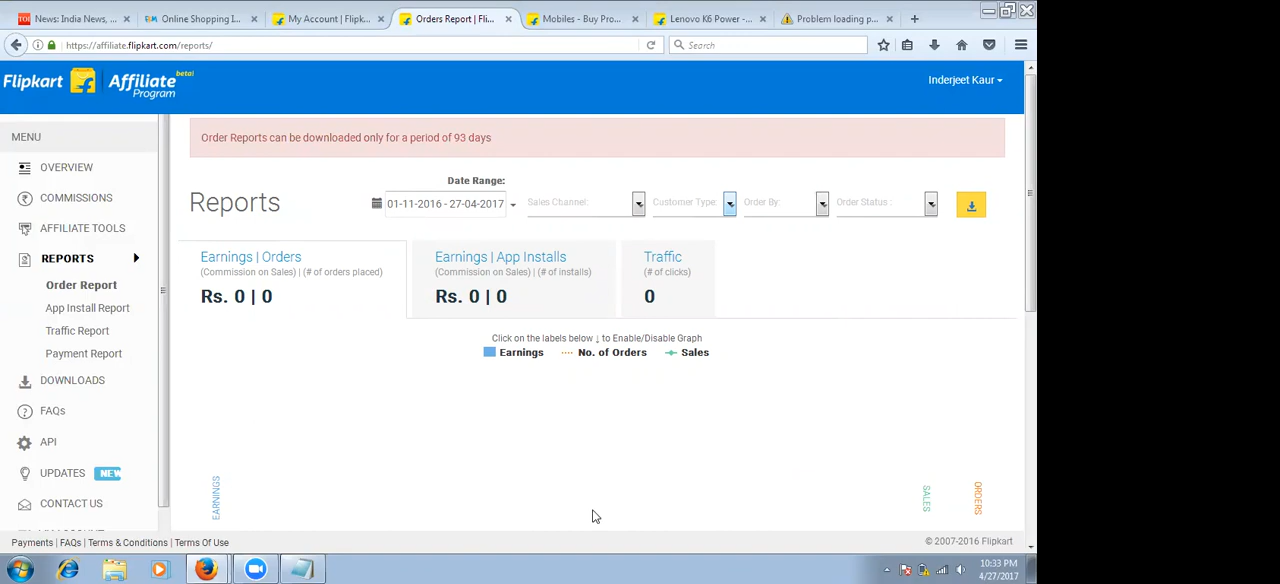 News: India News, ...
Online Shopping I...
My Account | Flipk...
Orders Report | Fli...
Mobiles - Buy Pro...
Lenovo K6 Power -...
Problem loading p...
https://affiliate.flipkart.com/reports/
Search
Flipkart
Affiliate beta!
Program
Inderjeet Kaur
MENU
OVERVIEW
COMMISSIONS
AFFILIATE TOOLS
REPORTS
Order Report
App Install Report
Traffic Report
Payment Report
DOWNLOADS
FAQs
API
UPDATES NEW
CONTACT US
Order Reports can be downloaded only for a period of 93 days
Date Range:
Reports
01-11-2016 - 27-04-2017
Sales Channel:
Customer Type:
Order By:
Order Status :
Earnings | Orders
(Commission on Sales) | (# of orders placed)
Rs. 0 | 0
Earnings | App Installs
(Commission on Sales) | (# of installs)
Rs. 0 | 0
Traffic
(# of clicks)
0
Click on the labels below ↓ to Enable/Disable Graph
Earnings
No. of Orders
Sales
EARNINGS
SALES
ORDERS
Payments | FAQs | Terms & Conditions | Terms Of Use
© 2007-2016 Flipkart
10:33 PM
4/27/2017